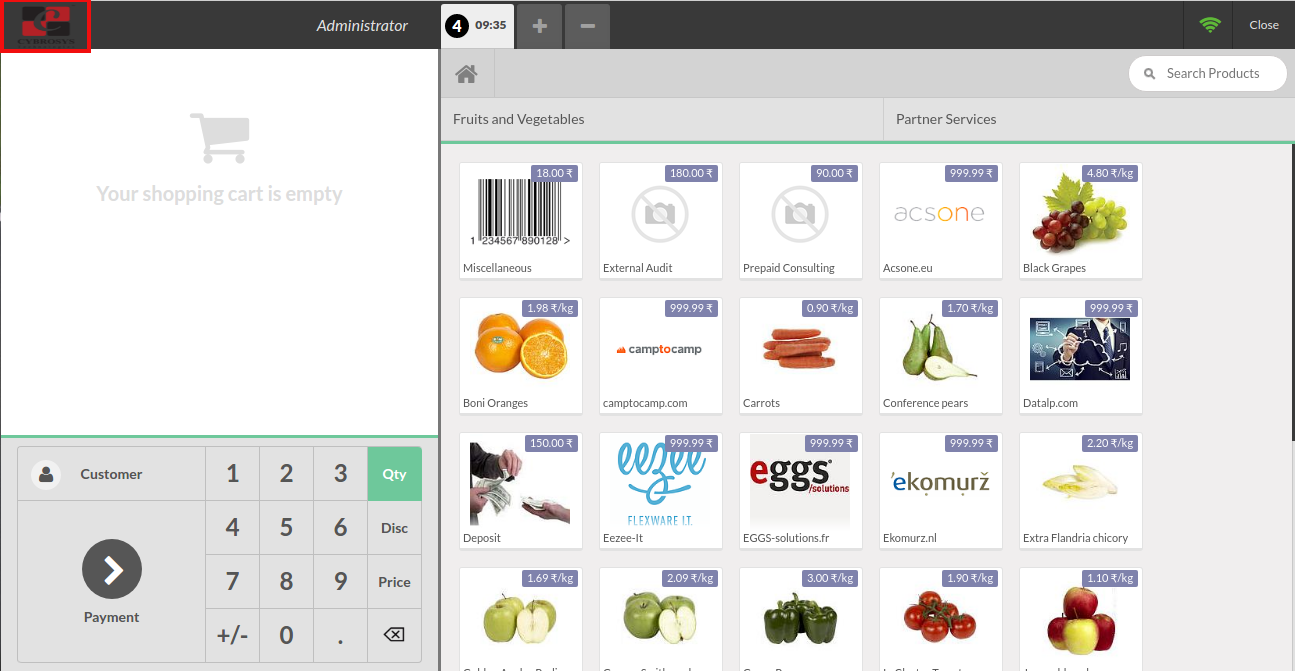 CYBROSYS
Administrator
4 09:35
+
−
Close
Search Products
Fruits and Vegetables
Partner Services
Your shopping cart is empty
18.00 ₹
1 234567 890128 >
Miscellaneous
180.00 ₹
External Audit
90.00 ₹
Prepaid Consulting
999.99 ₹
acsone
Acsone.eu
4.80 ₹/kg
Black Grapes
1.98 ₹/kg
Boni Oranges
999.99 ₹
camptocamp
camptocamp.com
0.90 ₹/kg
Carrots
1.70 ₹/kg
Conference pears
999.99 ₹
Datalp.com
150.00 ₹
Deposit
999.99 ₹
eezee
FLEXWARE I.T.
Eezee-It
999.99 ₹
eggs
/solutions
EGGS-solutions.fr
999.99 ₹
'ekomurž
Ekomurz.nl
2.20 ₹/kg
Extra Flandria chicory
1.69 ₹/kg
2.09 ₹/kg
3.00 ₹/kg
1.90 ₹/kg
1.10 ₹/kg
Customer
1 2 3 Qty
4 5 6 Disc
7 8 9 Price
Payment
+/- 0 .